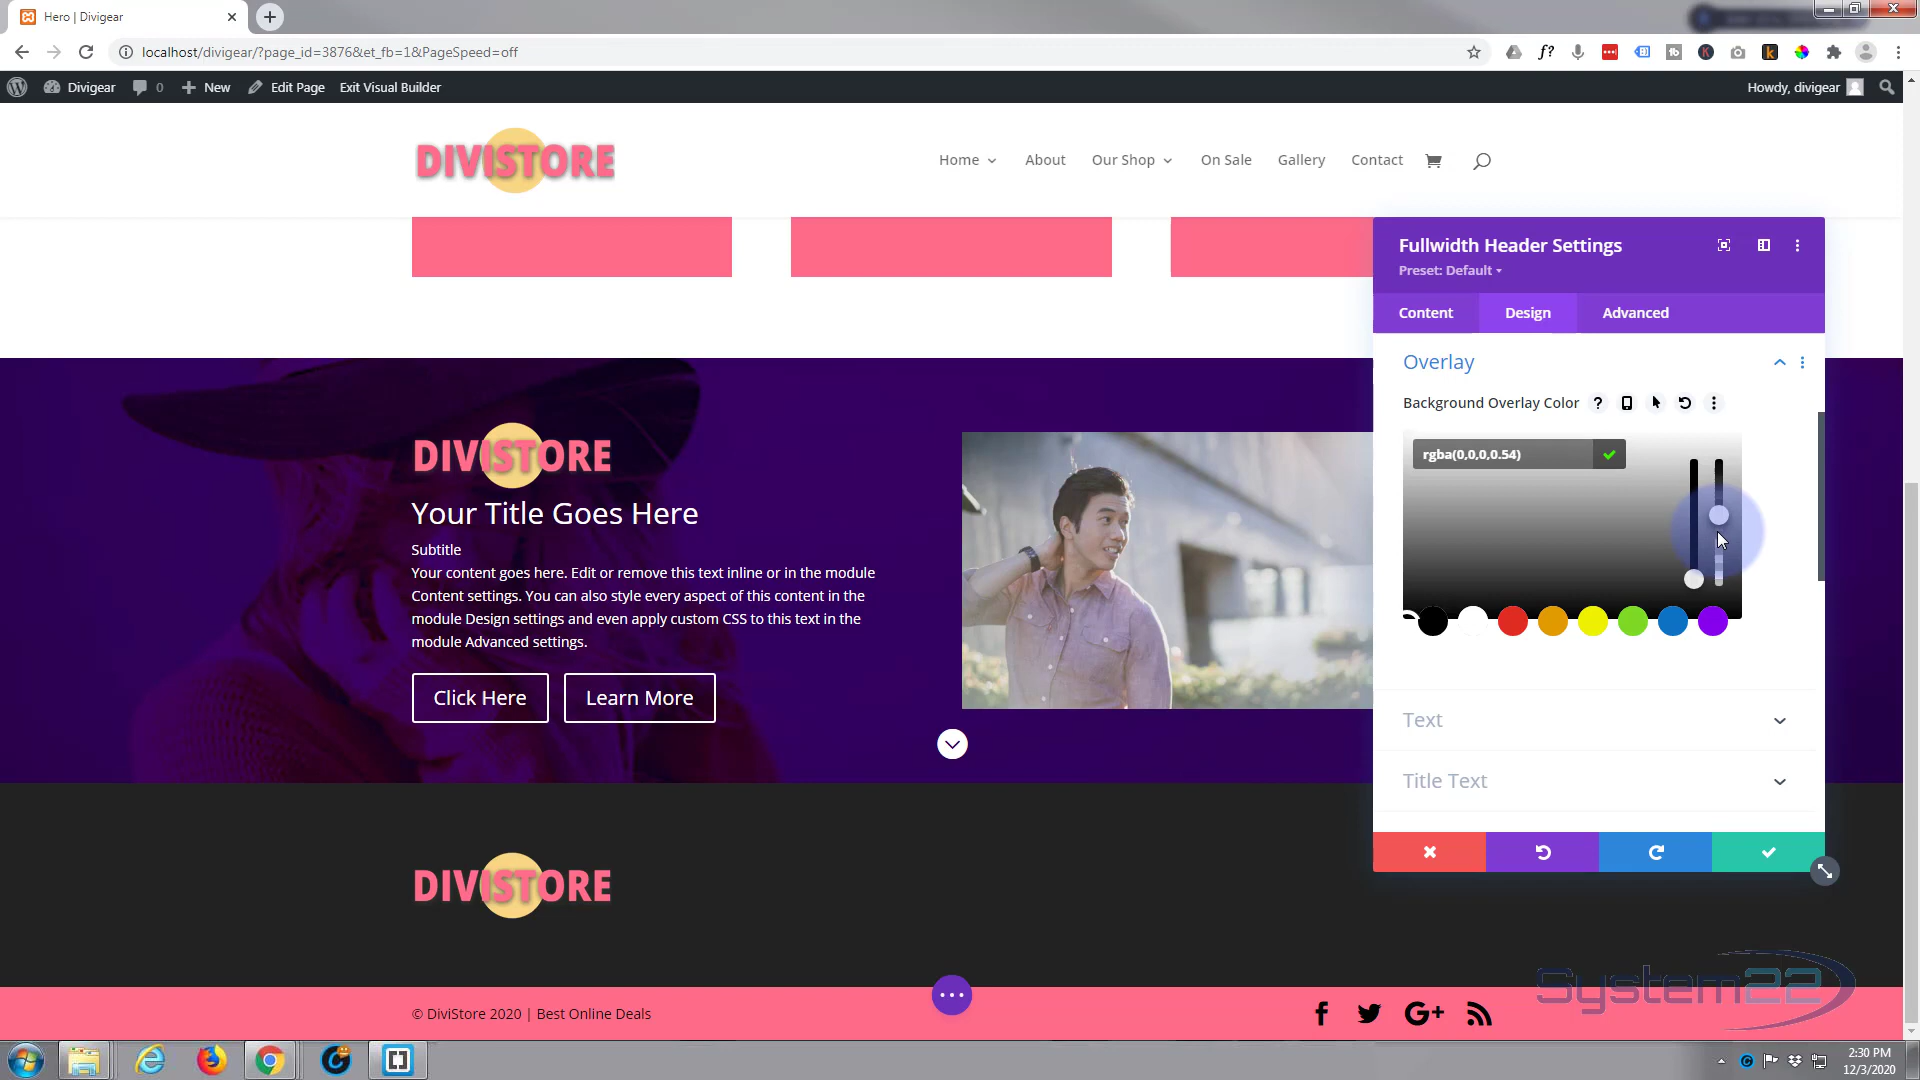 Hero | Divigear
localhost/divigear/?page_id=3876&et_fb=1&PageSpeed=off
Divigear 0 New Edit Page Exit Visual Builder Howdy, divigear
DIVISTORE
Home About Our Shop On Sale Gallery Contact
Fullwidth Header Settings
Preset: Default
Content Design Advanced
Overlay
Background Overlay Color ?
rgba(0,0,0,0.54)
Text
Title Text
DIVISTORE
Your Title Goes Here
Subtitle
Your content goes here. Edit or remove this text inline or in the module
Content settings. You can also style every aspect of this content in the
module Design settings and even apply custom CSS to this text in the
module Advanced settings.
Click Here Learn More
DIVISTORE
System22
© DiviStore 2020 | Best Online Deals
2:30 PM
12/3/2020